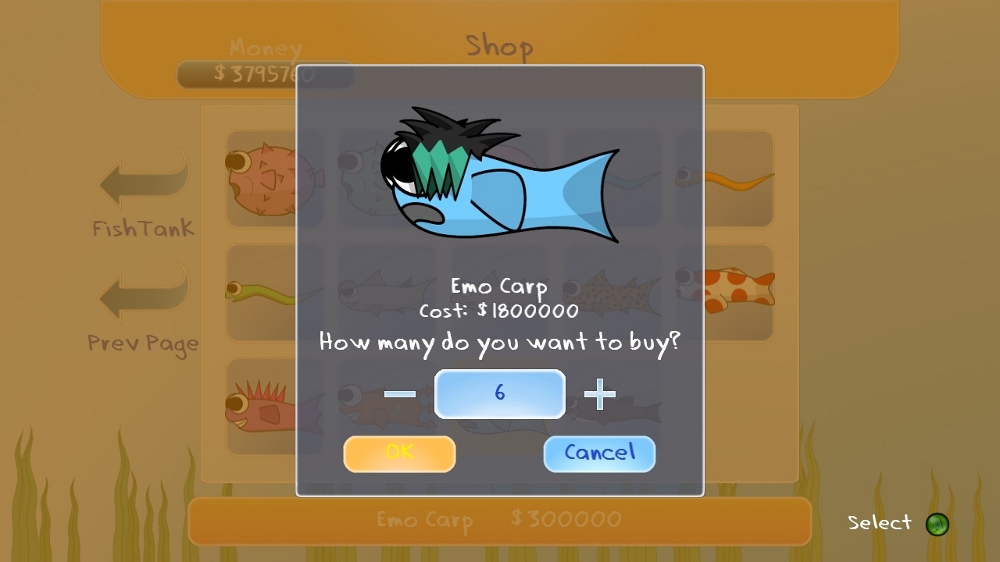 Money
Shop
$3795760
FishTank
Prev Page
Emo Carp
Cost: $1800000
How many do you want to buy?
6
OK
Cancel
Emo Carp $300000
Select